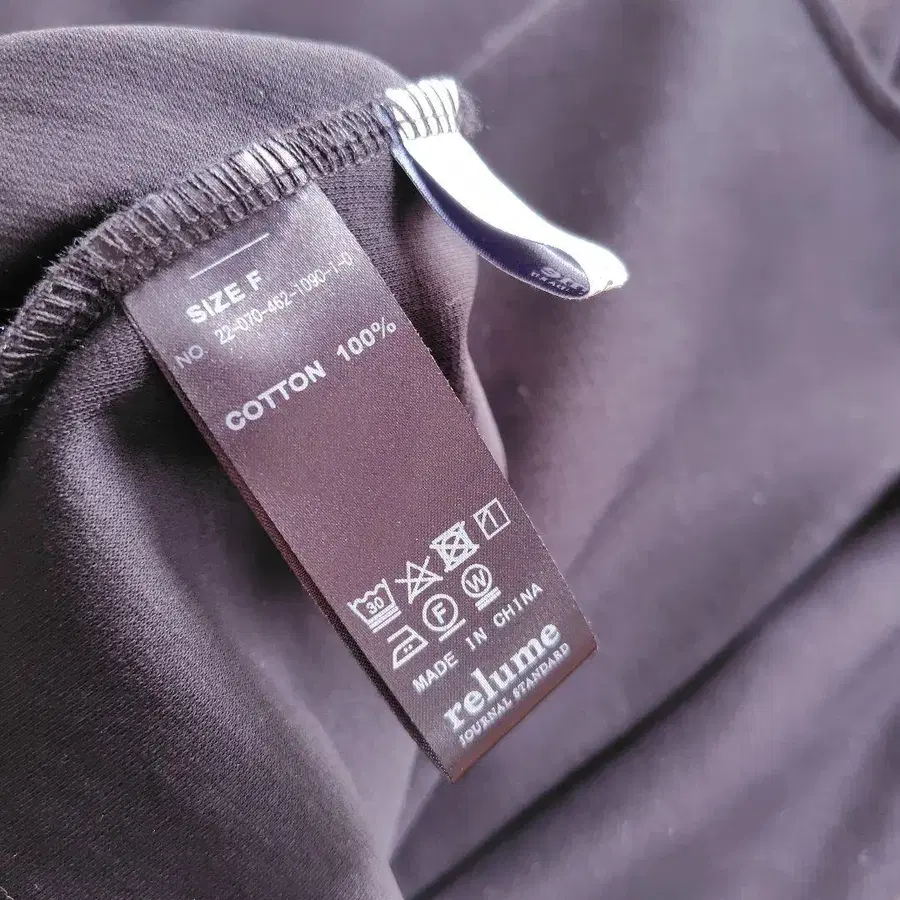 SIZE F
NO. 22-070-462-1090-1-0
COTTON 100%
30
F
W
MADE IN CHINA
relume
JOURNAL STANDARD